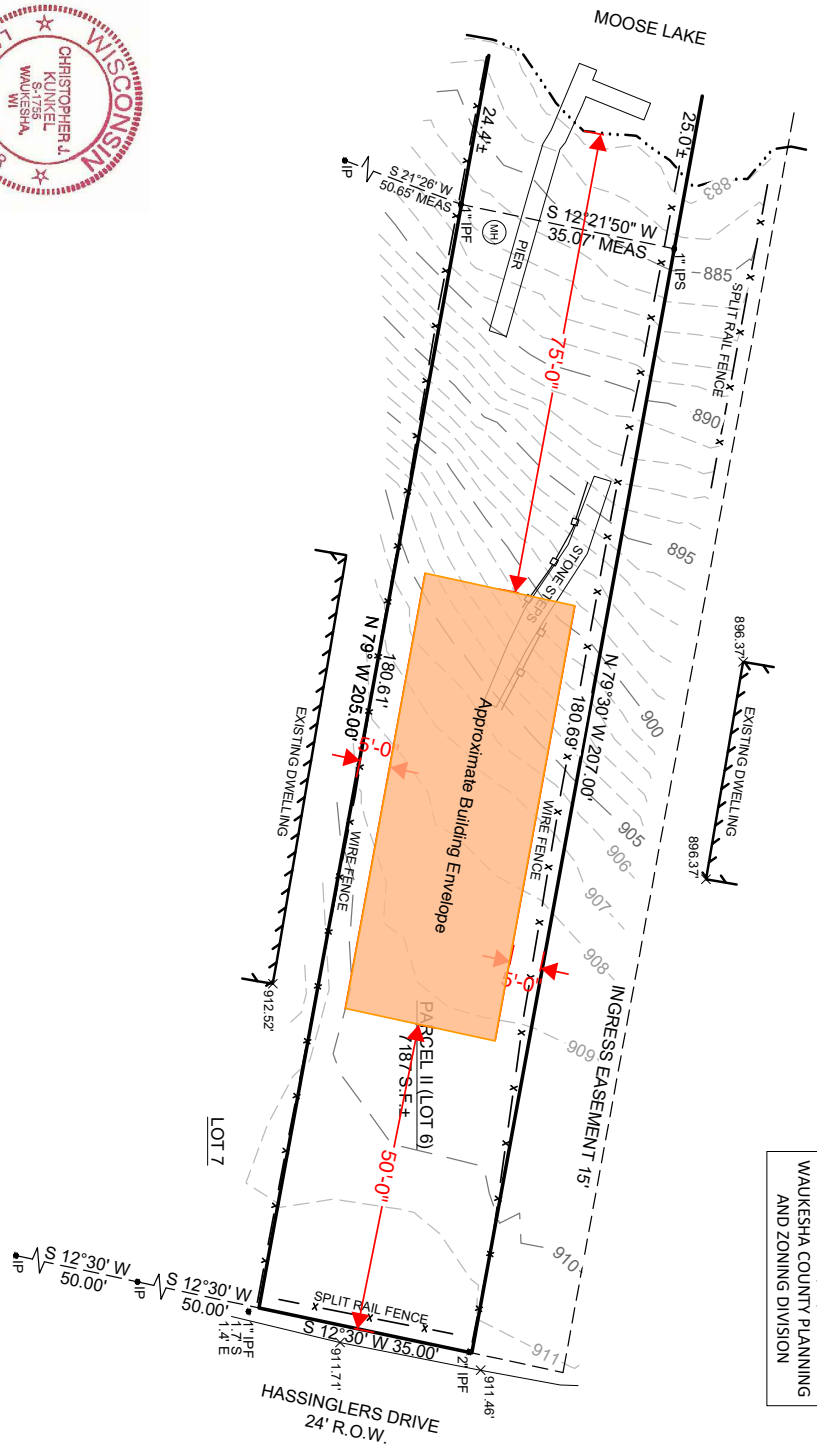 MOOSE LAKE
WISCONSIN
CHRISTOPHER J.
KUNKEL
S-1755
WAUKESHA,
WI
24.4'±
25.0'±
IP
S 21°26' W
50.65' MEAS
1" IPF
MH
PIER
S 12°21'50" W
35.07' MEAS
1" IPS
883
885
SPLIT RAIL FENCE
75'-0"
890
895
STONE STEPS
896.37'
EXISTING DWELLING
896.37'
N 79°30' W 207.00'
180.69'
900
N 79° W 205.00'
180.61'
5'-0"
EXISTING DWELLING
Approximate Building Envelope
WIRE FENCE
WIRE FENCE
905
906
907
908
909
5'-0"
912.52'
INGRESS EASEMENT 15'
PARCEL II (LOT 6)
7187 S.F.±
LOT 7
50'-0"
910
911
WAUKESHA COUNTY PLANNING
AND ZONING DIVISION
IP
S 12°30' W
50.00'
IP
S 12°30' W
50.00'
1" IPF
1.7' S
1.4' E
SPLIT RAIL FENCE
S 12°30' W 35.00'
911.71'
2" IPF
911.46'
HASSINGLERS DRIVE
24' R.O.W.